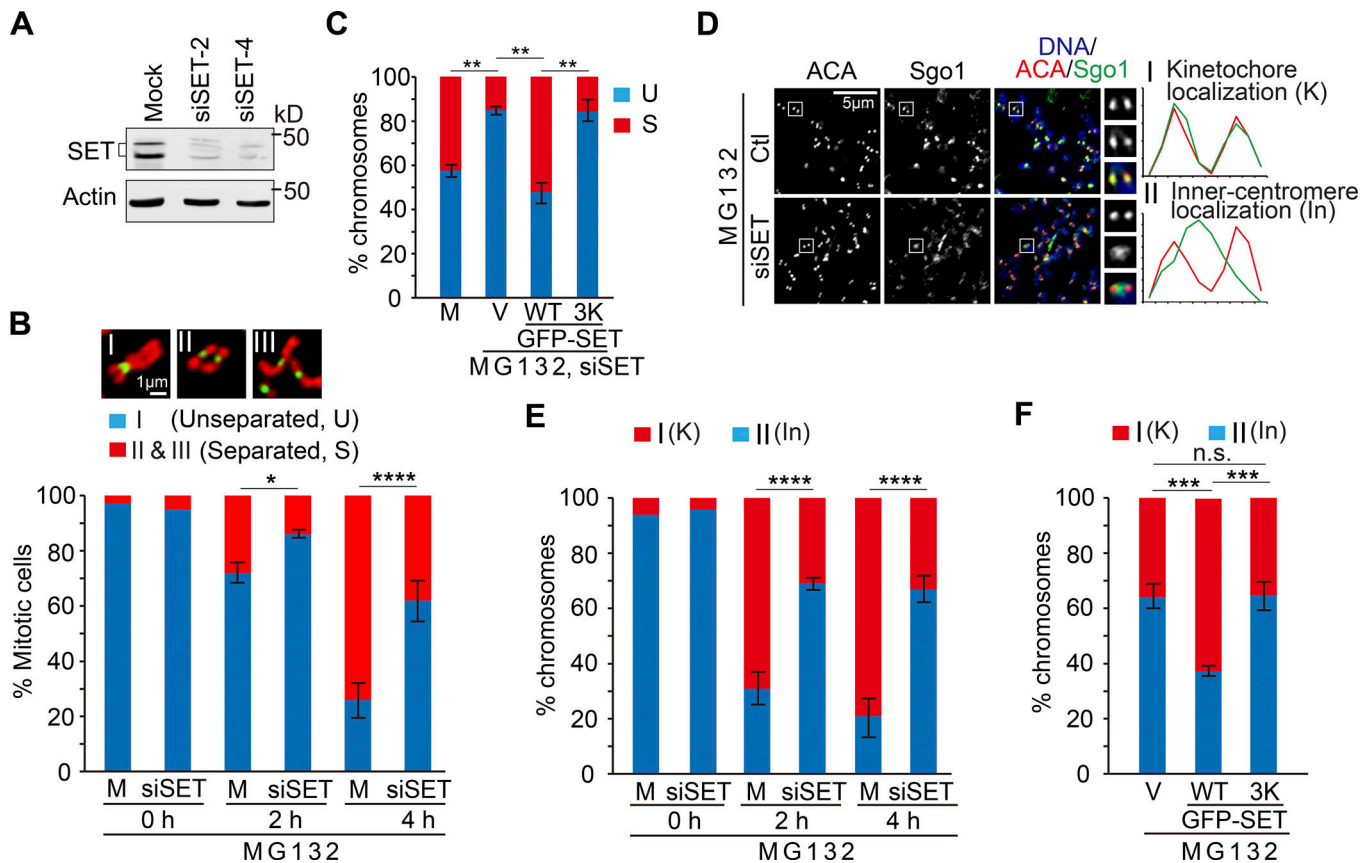 A
Mock
siSET-2
siSET-4
kD
SET
50
Actin
50
B
I
II
III
1μm
I (Unseparated, U)
II & III (Separated, S)
* ****
% Mitotic cells
100
80
60
40
20
0
M siSET M siSET M siSET
0 h 2 h 4 h
MG132
C
**
** **
% chromosomes
100
80
60
40
20
0
U
S
M V WT 3K
GFP-SET
MG132, siSET
D
DNA/
ACA Sgo1 ACA/Sgo1
5μm
MG132
Ctl
siSET
I Kinetochore
localization (K)
II Inner-centromere
localization (In)
E
I (K) II (In)
**** ****
% chromosomes
100
80
60
40
20
0
M siSET M siSET M siSET
0 h 2 h 4 h
MG132
F
I (K) II (In)
n.s.
*** ***
% chromosomes
100
80
60
40
20
0
V WT 3K
GFP-SET
MG132